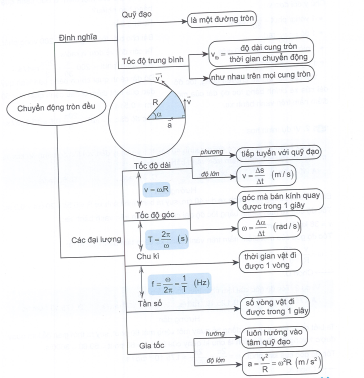 Quỹ đạo
là một đường tròn
Định nghĩa
Tốc độ trung bình
v_tb = độ dài cung tròn / thời gian chuyển động
như nhau trên mọi cung tròn
Chuyển động tròn đều
v
R
α
v
a
Các đại lượng
Tốc độ dài
phương
tiếp tuyến với quỹ đạo
độ lớn
v = Δs / Δt (m / s)
v = ωR
Tốc độ góc
góc mà bán kính quay
được trong 1 giây
ω = Δα / Δt (rad / s)
T = 2π / ω (s)
Chu kì
thời gian vật đi
được 1 vòng
f = ω / 2π = 1 / T (Hz)
Tần số
số vòng vật đi
được trong 1 giây
Gia tốc
hướng
luôn hướng vào
tâm quỹ đạo
độ lớn
a = v² / R = ω²R (m / s²)